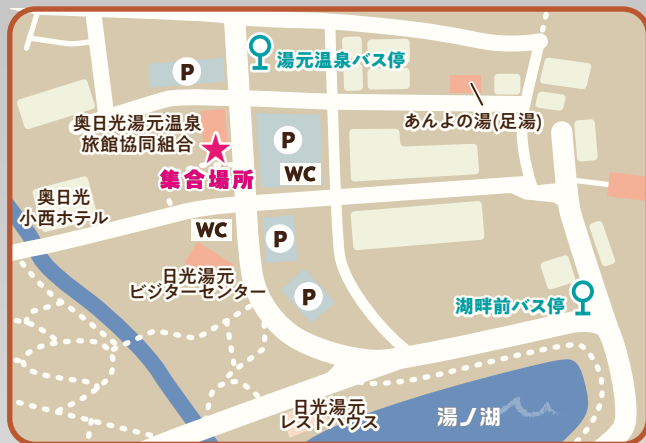 湯元温泉バス停
P
あんよの湯(足湯)
奥日光湯元温泉
旅館協同組合
P
集合場所
WC
奥日光
小西ホテル
WC
P
日光湯元
ビジターセンター
P
湖畔前バス停
日光湯元
レストハウス
湯ノ湖